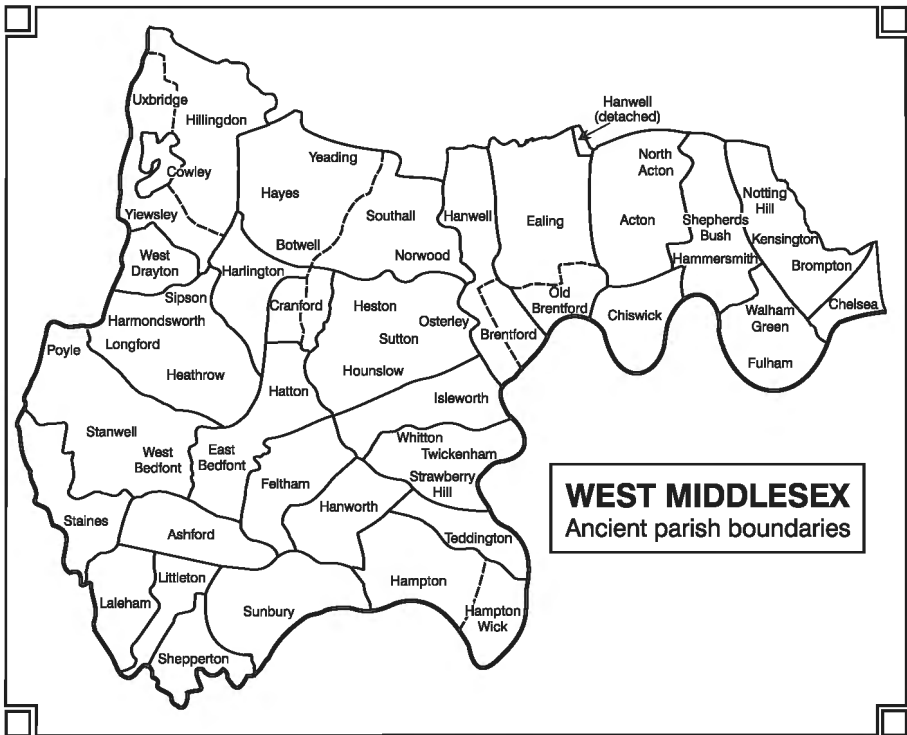 Uxbridge
Hillingdon
Cowley
Yiewsley
West
Drayton
Hayes
Yeading
Botwell
Southall
Norwood
Hanwell
Ealing
Hanwell
(detached)
North
Acton
Acton
Shepherds
Bush
Hammersmith
Notting
Hill
Kensington
Brompton
Chelsea
Walham
Green
Fulham
Chiswick
Old
Brentford
Brentford
Harlington
Sipson
Harmondsworth
Longford
Heathrow
Cranford
Heston
Osterley
Sutton
Hounslow
Isleworth
Poyle
Stanwell
West
Bedfont
East
Bedfont
Hatton
Feltham
Whitton
Twickenham
Strawberry
Hill
Hanworth
Staines
Ashford
Teddington
Laleham
Littleton
Sunbury
Hampton
Hampton
Wick
Shepperton
WEST MIDDLESEX
Ancient parish boundaries